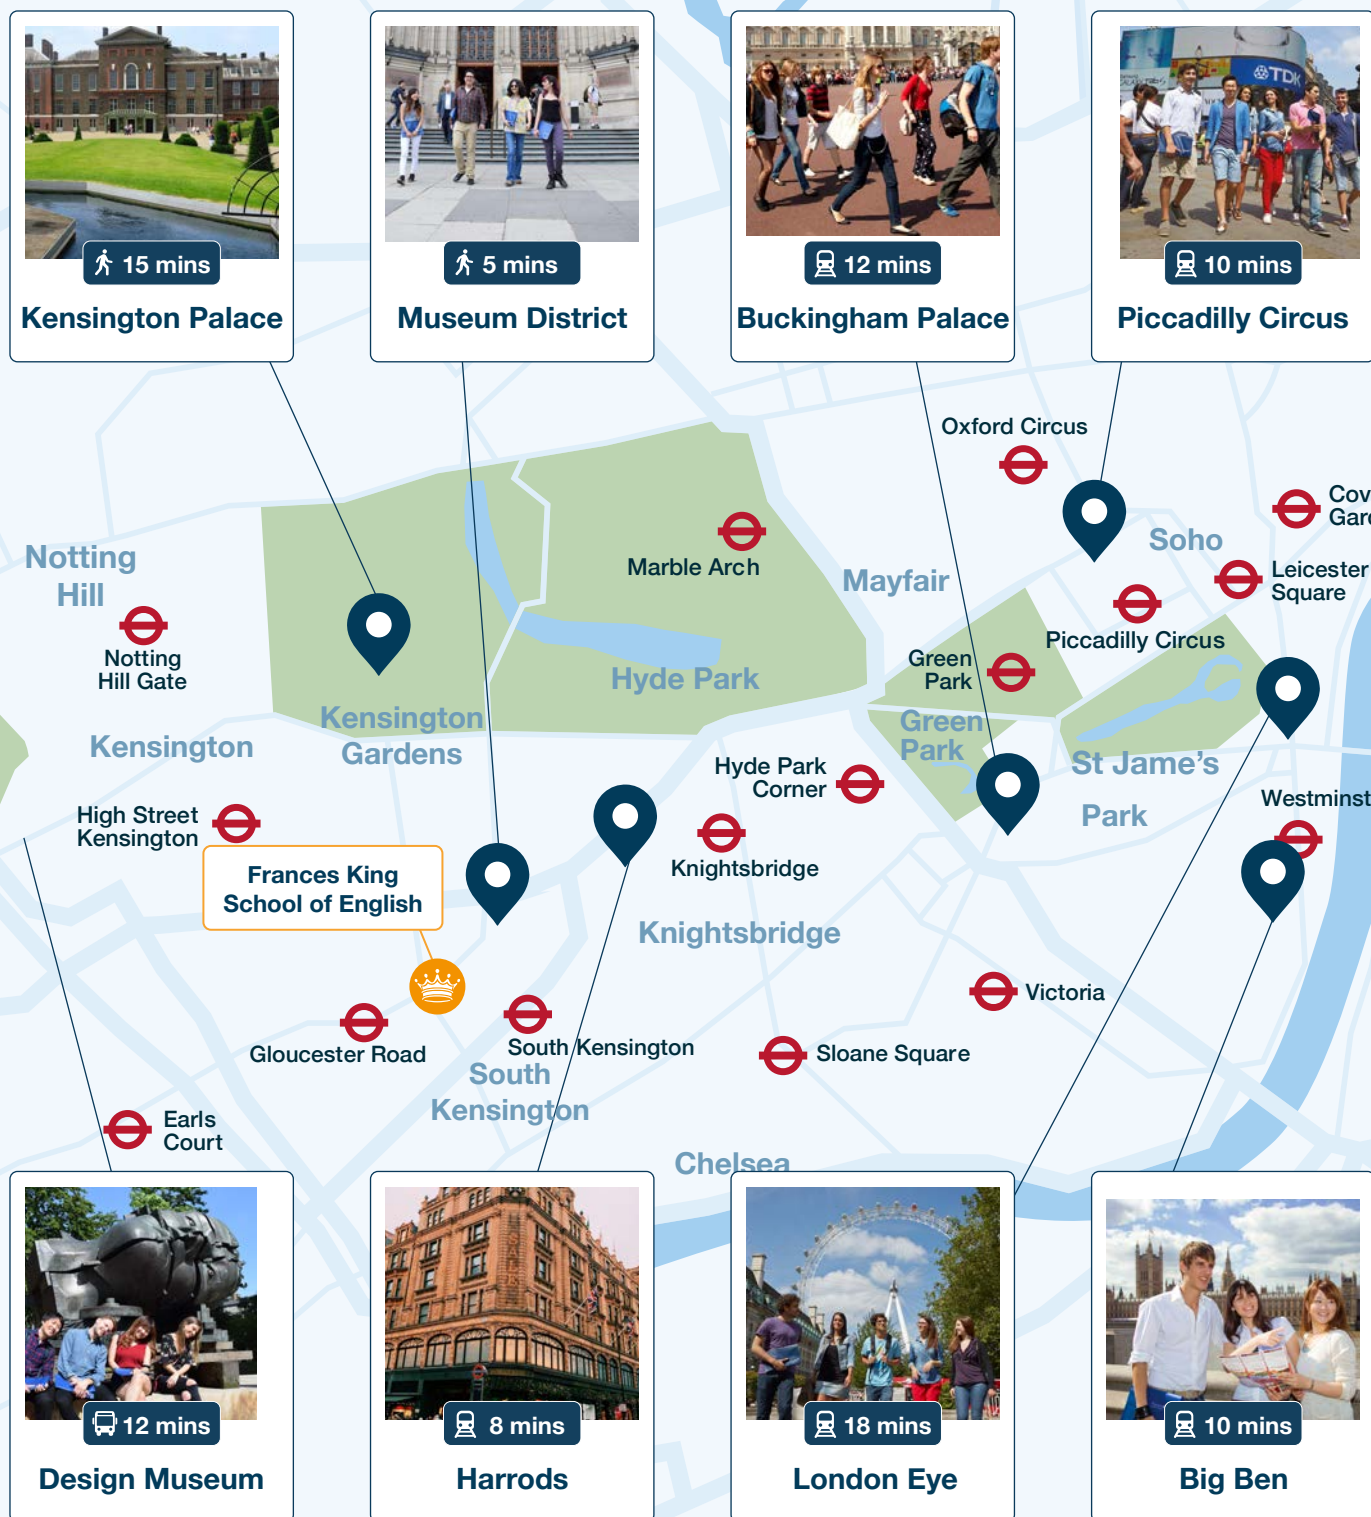 15 mins
Kensington Palace
5 mins
Museum District
12 mins
Buckingham Palace
TDK
10 mins
Piccadilly Circus
Oxford Circus
Cov
Gard
Soho
Leicester
Square
Marble Arch
Mayfair
Notting
Hill
Notting
Hill Gate
Piccadilly Circus
Green
Park
Hyde Park
Kensington
Gardens
Green
Park
Kensington
Hyde Park
Corner
St Jame's
Park
Westminst
High Street
Kensington
Knightsbridge
Frances King
School of English
Knightsbridge
Victoria
Gloucester Road
South Kensington
Sloane Square
South
Kensington
Earls
Court
Chelsea
12 mins
Design Museum
8 mins
Harrods
18 mins
London Eye
10 mins
Big Ben